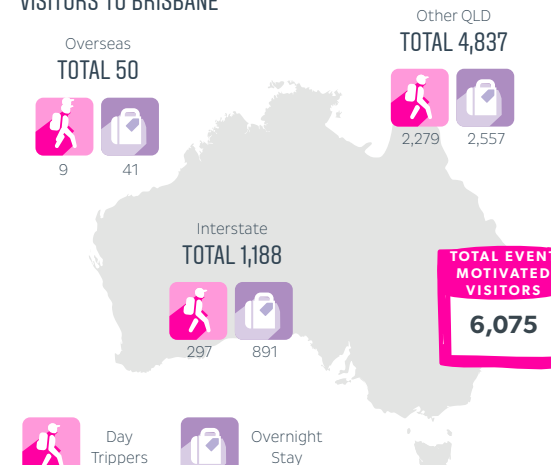 VISITORS TO BRISBANE
Overseas
TOTAL 50
9
41
Other QLD
TOTAL 4,837
2,279
2,557
Interstate
TOTAL 1,188
297
891
TOTAL EVENT
MOTIVATED
VISITORS
6,075
Day
Trippers
Overnight
Stay